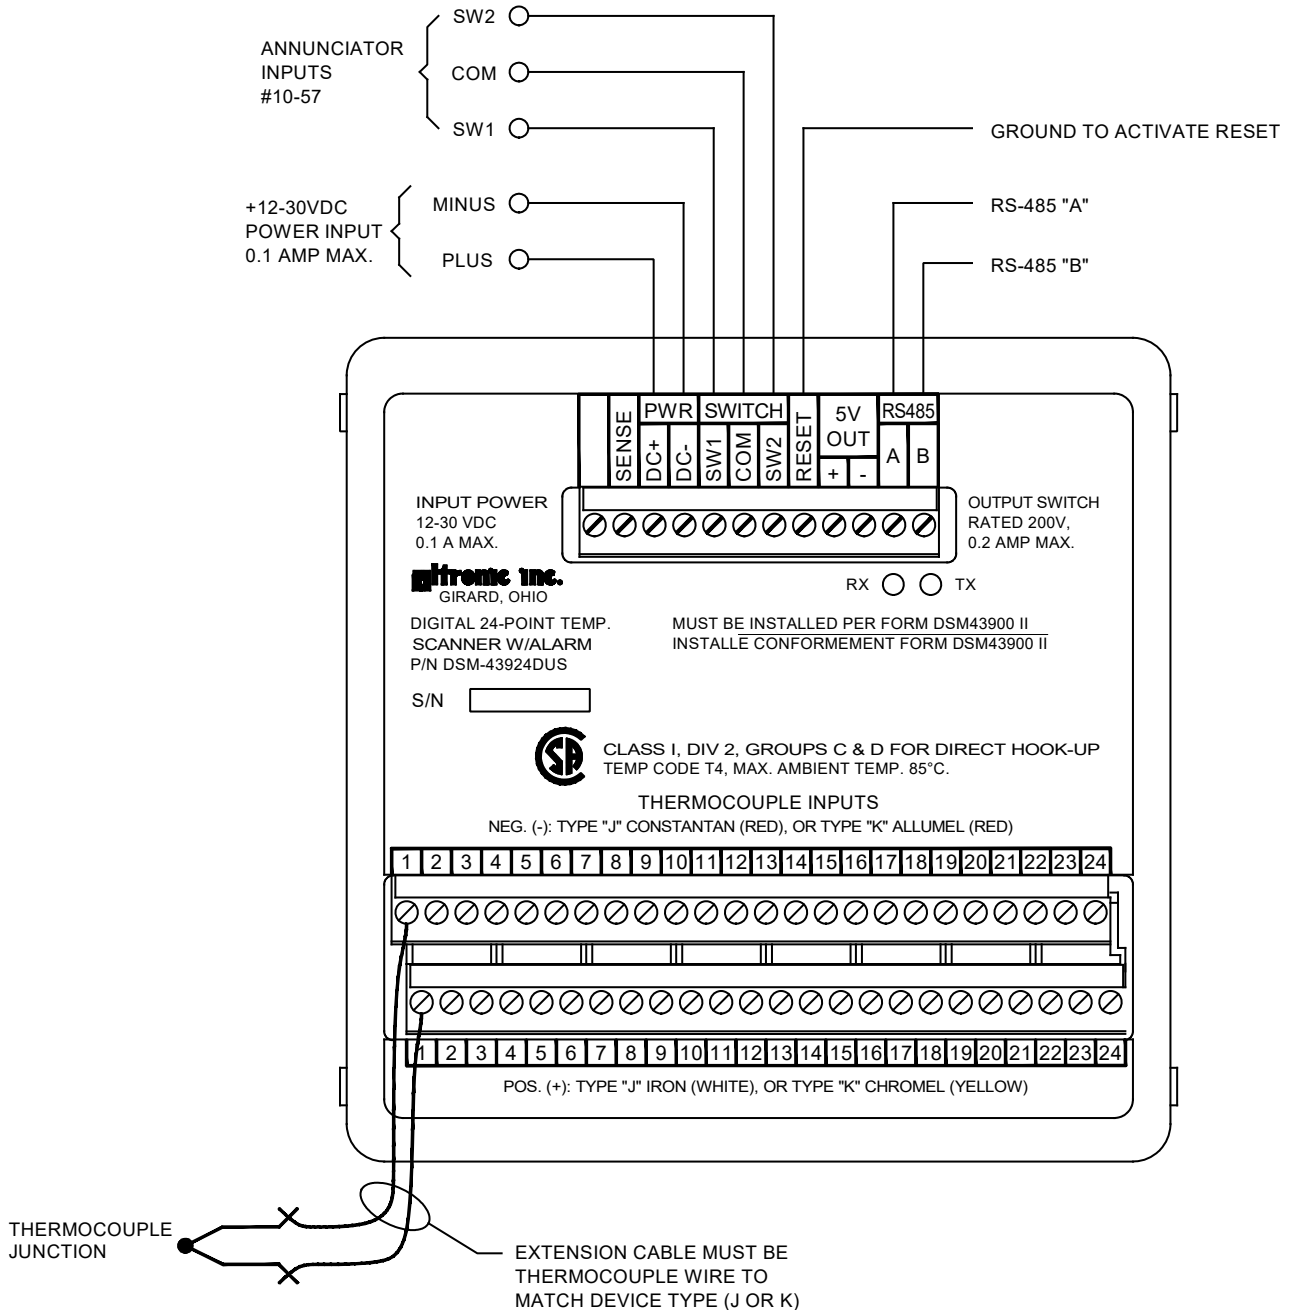 SW2
ANNUNCIATOR
INPUTS
#10-57
COM
SW1
GROUND TO ACTIVATE RESET
+12-30VDC
POWER INPUT
0.1 AMP MAX.
MINUS
PLUS
RS-485 "A"
RS-485 "B"
SENSE
PWR
DC+
DC-
SWITCH
SW1
COM
SW2
RESET
5V
OUT
+
-
RS485
A
B
INPUT POWER
12-30 VDC
0.1 A MAX.
OUTPUT SWITCH
RATED 200V,
0.2 AMP MAX.
altronic inc.
GIRARD, OHIO
RX
TX
DIGITAL 24-POINT TEMP.
SCANNER W/ALARM
P/N DSM-43924DUS
MUST BE INSTALLED PER FORM DSM43900 II
INSTALLE CONFORMEMENT FORM DSM43900 II
S/N
SA
CLASS I, DIV 2, GROUPS C & D FOR DIRECT HOOK-UP
TEMP CODE T4, MAX. AMBIENT TEMP. 85°C.
THERMOCOUPLE INPUTS
NEG. (-): TYPE "J" CONSTANTAN (RED), OR TYPE "K" ALLUMEL (RED)
1 2 3 4 5 6 7 8 9 10 11 12 13 14 15 16 17 18 19 20 21 22 23 24
1 2 3 4 5 6 7 8 9 10 11 12 13 14 15 16 17 18 19 20 21 22 23 24
POS. (+): TYPE "J" IRON (WHITE), OR TYPE "K" CHROMEL (YELLOW)
THERMOCOUPLE
JUNCTION
EXTENSION CABLE MUST BE
THERMOCOUPLE WIRE TO
MATCH DEVICE TYPE (J OR K)